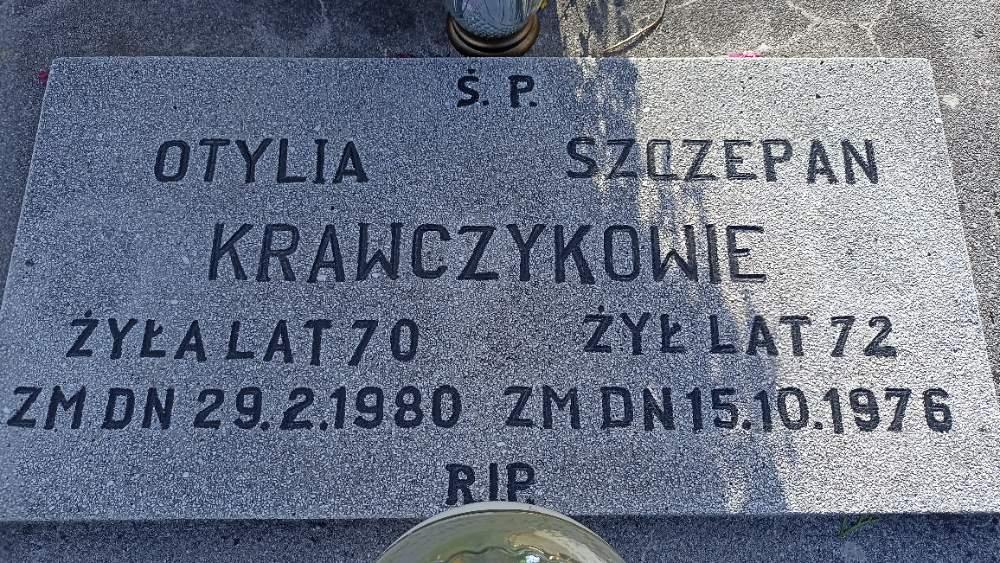 Ś. P.
OTYLIA SZCZEPAN
KRAWCZYKOWIE
ŻYŁA LAT 70 ŻYŁ LAT 72
ZM DN 29.2.1980 ZM DN 15.10.1976
RIP.